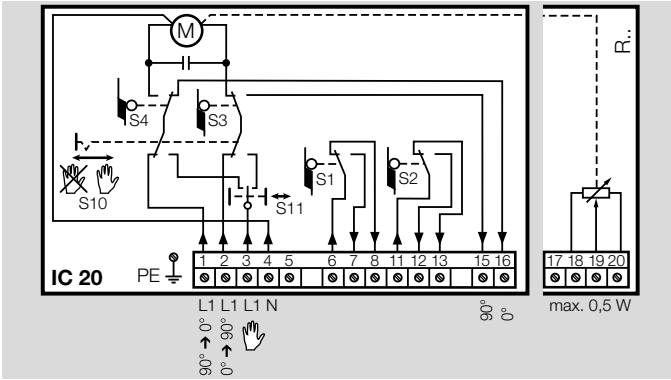 M
R..
S4
S3
S10
S11
S1
S2
IC 20
PE
1 2 3 4 5 6 7 8 11 12 13 15 16
17 18 19 20
L1 L1 L1 N
90° → 0°
0° → 90°
90°
0°
max. 0,5 W